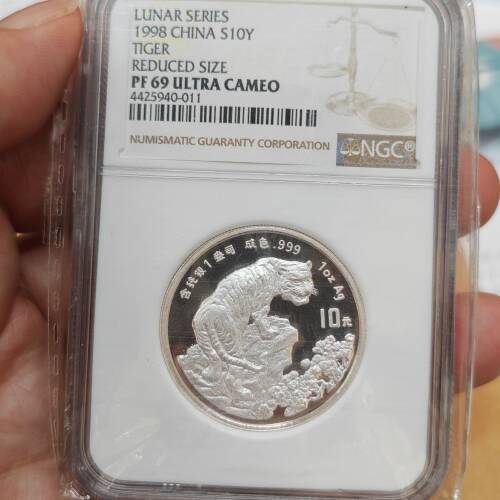 LUNAR SERIES
1998 CHINA S10Y
TIGER
REDUCED SIZE
PF 69 ULTRA CAMEO
4425940-011
NUMISMATIC GUARANTY CORPORATION
NGC®
含纯银1盎司 成色.999 1oz Ag
10元